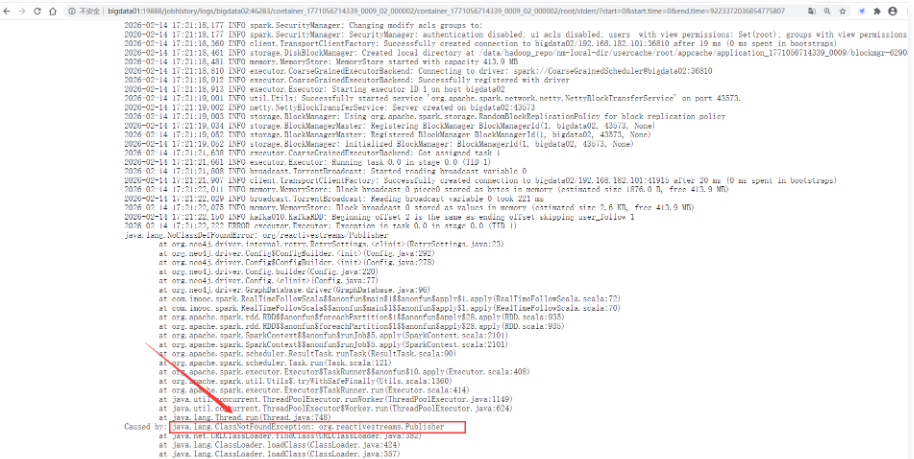 不安全 | bigdata01:19888/jobhistory/logs/bigdata02:46283/container_1771056714339_0009_02_000002/container_1771056714339_0009_02_000002/root/stderr/?start=0&start.time=0&end.time=9223372036854775807
2026-02-14 17:21:18,177 INFO spark.SecurityManager: Changing modify acls groups to:
2026-02-14 17:21:18,177 INFO spark.SecurityManager: SecurityManager: authentication disabled; ui acls disabled; users  with view permissions: Set(root); groups with view permissions
2026-02-14 17:21:18,360 INFO client.TransportClientFactory: Successfully created connection to bigdata02/192.168.182.101:36810 after 19 ms (0 ms spent in bootstraps)
2026-02-14 17:21:18,461 INFO storage.DiskBlockManager: Created local directory at /data/hadoop_repo/nm-local-dir/usercache/root/appcache/application_1771056714339_0009/blockmgr-6290
2026-02-14 17:21:18,481 INFO memory.MemoryStore: MemoryStore started with capacity 413.9 MB
2026-02-14 17:21:18,810 INFO executor.CoarseGrainedExecutorBackend: Connecting to driver: spark://CoarseGrainedScheduler@bigdata02:36810
2026-02-14 17:21:18,912 INFO executor.CoarseGrainedExecutorBackend: Successfully registered with driver
2026-02-14 17:21:18,913 INFO executor.Executor: Starting executor ID 1 on host bigdata02
2026-02-14 17:21:19,001 INFO util.Utils: Successfully started service 'org.apache.spark.network.netty.NettyBlockTransferService' on port 43573.
2026-02-14 17:21:19,002 INFO netty.NettyBlockTransferService: Server created on bigdata02:43573
2026-02-14 17:21:19,003 INFO storage.BlockManager: Using org.apache.spark.storage.RandomBlockReplicationPolicy for block replication policy
2026-02-14 17:21:19,034 INFO storage.BlockManagerMaster: Registering BlockManager BlockManagerId(1, bigdata02, 43573, None)
2026-02-14 17:21:19,052 INFO storage.BlockManagerMaster: Registered BlockManager BlockManagerId(1, bigdata02, 43573, None)
2026-02-14 17:21:19,052 INFO storage.BlockManager: Initialized BlockManager: BlockManagerId(1, bigdata02, 43573, None)
2026-02-14 17:21:21,638 INFO executor.CoarseGrainedExecutorBackend: Got assigned task 1
2026-02-14 17:21:21,661 INFO executor.Executor: Running task 0.0 in stage 0.0 (TID 1)
2026-02-14 17:21:21,808 INFO broadcast.TorrentBroadcast: Started reading broadcast variable 0
2026-02-14 17:21:21,907 INFO client.TransportClientFactory: Successfully created connection to bigdata02/192.168.182.101:41915 after 20 ms (0 ms spent in bootstraps)
2026-02-14 17:21:22,011 INFO memory.MemoryStore: Block broadcast_0_piece0 stored as bytes in memory (estimated size 1876.0 B, free 413.9 MB)
2026-02-14 17:21:22,029 INFO broadcast.TorrentBroadcast: Reading broadcast variable 0 took 221 ms
2026-02-14 17:21:22,078 INFO memory.MemoryStore: Block broadcast_0 stored as values in memory (estimated size 2.6 KB, free 413.9 MB)
2026-02-14 17:21:22,150 INFO kafka010.KafkaRDD: Beginning offset 2 is the same as ending offset skipping user_follow 1
2026-02-14 17:21:22,222 ERROR executor.Executor: Exception in task 0.0 in stage 0.0 (TID 1)
java.lang.NoClassDefFoundError: org/reactivestreams/Publisher
at org.neo4j.driver.internal.retry.RetrySettings.<clinit>(RetrySettings.java:23)
at org.neo4j.driver.Config$ConfigBuilder.<init>(Config.java:292)
at org.neo4j.driver.Config$ConfigBuilder.<init>(Config.java:278)
at org.neo4j.driver.Config.builder(Config.java:220)
at org.neo4j.driver.Config.<clinit>(Config.java:77)
at org.neo4j.driver.GraphDatabase.driver(GraphDatabase.java:96)
at com.imooc.spark.RealTimeFollowScala$$anonfun$main$1$$anonfun$apply$1.apply(RealTimeFollowScala.scala:72)
at com.imooc.spark.RealTimeFollowScala$$anonfun$main$1$$anonfun$apply$1.apply(RealTimeFollowScala.scala:70)
at org.apache.spark.rdd.RDD$$anonfun$foreachPartition$1$$anonfun$apply$28.apply(RDD.scala:935)
at org.apache.spark.rdd.RDD$$anonfun$foreachPartition$1$$anonfun$apply$28.apply(RDD.scala:935)
at org.apache.spark.SparkContext$$anonfun$runJob$5.apply(SparkContext.scala:2101)
at org.apache.spark.SparkContext$$anonfun$runJob$5.apply(SparkContext.scala:2101)
at org.apache.spark.scheduler.ResultTask.runTask(ResultTask.scala:90)
at org.apache.spark.scheduler.Task.run(Task.scala:121)
at org.apache.spark.executor.Executor$TaskRunner$$anonfun$10.apply(Executor.scala:408)
at org.apache.spark.util.Utils$.tryWithSafeFinally(Utils.scala:1360)
at org.apache.spark.executor.Executor$TaskRunner.run(Executor.scala:414)
at java.util.concurrent.ThreadPoolExecutor.runWorker(ThreadPoolExecutor.java:1149)
at java.util.concurrent.ThreadPoolExecutor$Worker.run(ThreadPoolExecutor.java:624)
at java.lang.Thread.run(Thread.java:748)
Caused by: java.lang.ClassNotFoundException: org.reactivestreams.Publisher
at java.net.URLClassLoader.findClass(URLClassLoader.java:382)
at java.lang.ClassLoader.loadClass(ClassLoader.java:424)
at java.lang.ClassLoader.loadClass(ClassLoader.java:357)